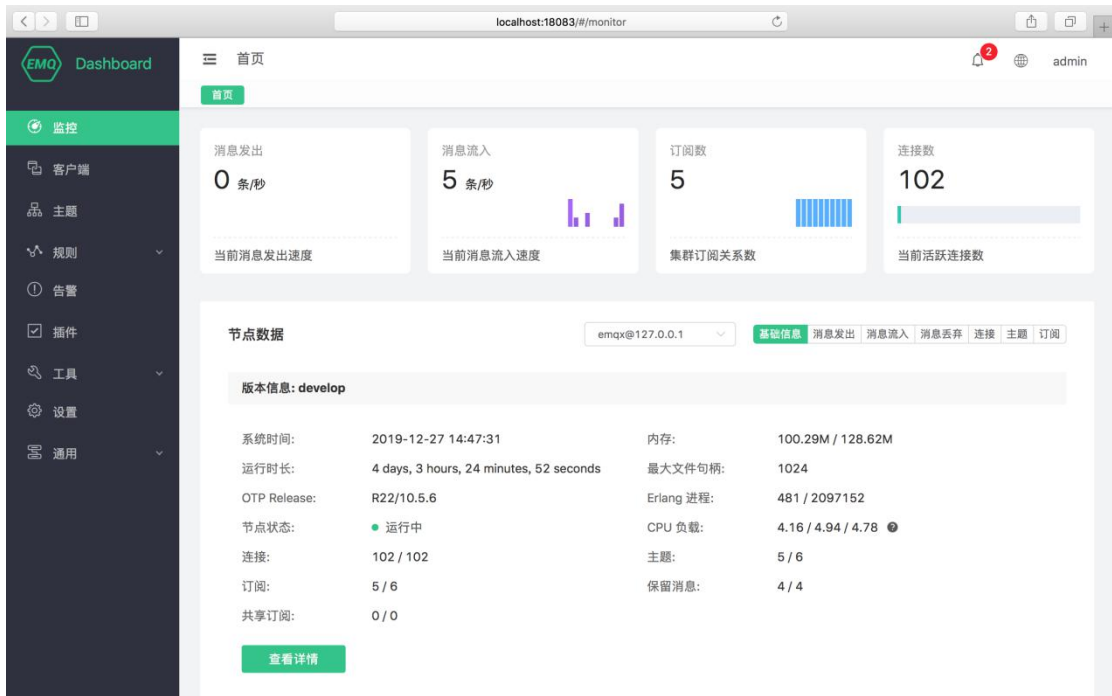 localhost:18083/#/monitor
EMQ Dashboard
首页
2
admin
首页
监控
客户端
主题
规则
告警
插件
工具
设置
通用
消息发出
0 条/秒
当前消息发出速度
消息流入
5 条/秒
当前消息流入速度
订阅数
5
集群订阅关系数
连接数
102
当前活跃连接数
节点数据
emqx@127.0.0.1
基础信息 消息发出 消息流入 消息丢弃 连接 主题 订阅
版本信息: develop
系统时间: 2019-12-27 14:47:31
内存: 100.29M / 128.62M
运行时长: 4 days, 3 hours, 24 minutes, 52 seconds
最大文件句柄: 1024
OTP Release: R22/10.5.6
Erlang 进程: 481 / 2097152
节点状态: 运行中
CPU 负载: 4.16 / 4.94 / 4.78
连接: 102 / 102
主题: 5 / 6
订阅: 5 / 6
保留消息: 4 / 4
共享订阅: 0 / 0
查看详情